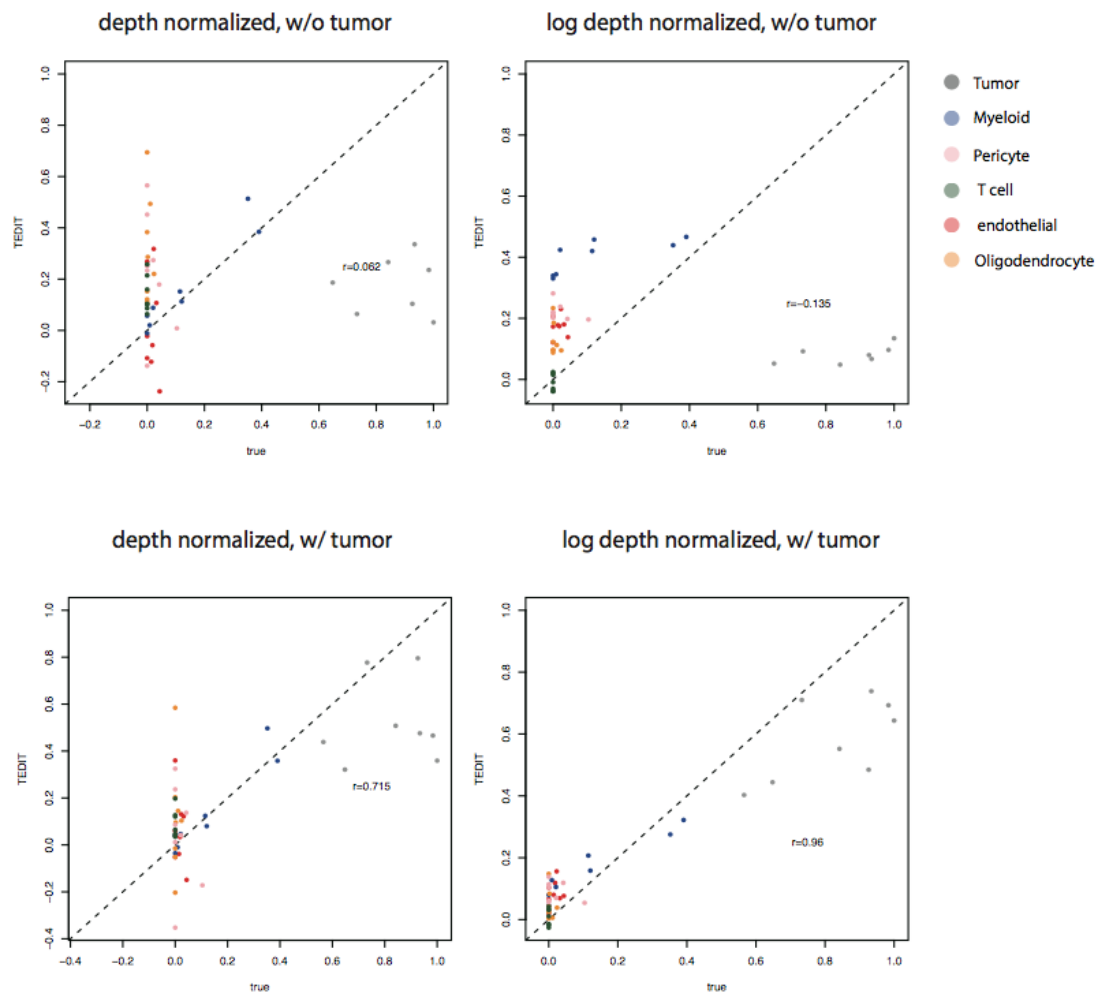 depth normalized, w/o tumor
log depth normalized, w/o tumor
1.0
0.8
0.6
0.4
0.2
0.0
−0.2
TEDIT
r=0.062
−0.2
0.0
0.2
0.4
0.6
0.8
1.0
true
1.0
0.8
0.6
0.4
0.2
0.0
TEDIT
r=−0.135
0.0
0.2
0.4
0.6
0.8
1.0
true
Tumor
Myeloid
Pericyte
T cell
endothelial
Oligodendrocyte
depth normalized, w/ tumor
log depth normalized, w/ tumor
1.0
0.8
0.6
0.4
0.2
0.0
−0.2
−0.4
TEDIT
r=0.715
−0.4
−0.2
0.0
0.2
0.4
0.6
0.8
1.0
true
1.0
0.8
0.6
0.4
0.2
0.0
TEDIT
r=0.96
0.0
0.2
0.4
0.6
0.8
1.0
true